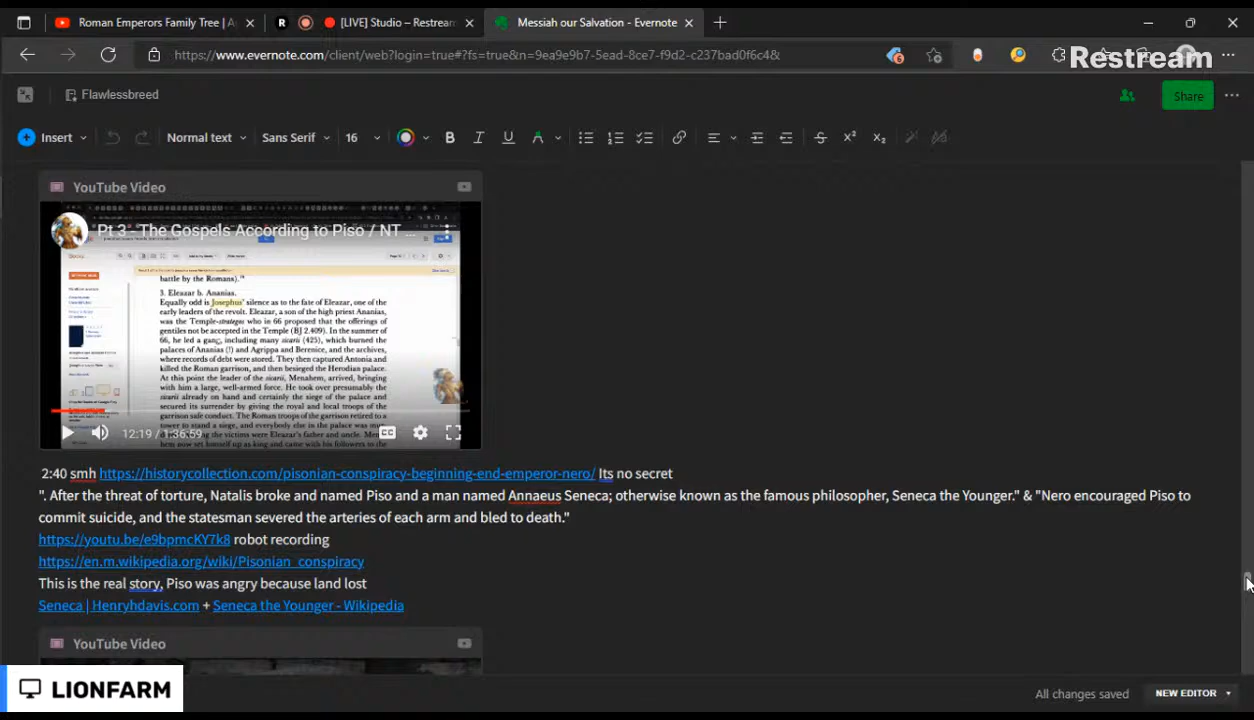 Roman Emperors Family Tree |
[LIVE] Studio – Restream
Messiah our Salvation - Evernote
https://www.evernote.com/client/web?login=true#?fs=true&n=9ea9e9b7-5ead-8ce7-f9d2-c237bad0f6c4&
Restream
Flawlessbreed
Share
Insert
Normal text
Sans Serif
16
YouTube Video
Pt 3 - The Gospels According to Piso / NT ...
battle by the Romans).
3. Eleazar b. Ananias.
Equally odd is Josephus' silence as to the fate of Eleazar, one of the
early leaders of the revolt. Eleazar, a son of the high priest Ananias,
was the Temple-strategos who in 66 proposed that the offerings of
gentiles not be accepted in the Temple (BJ 2.409). In the summer of
66, he led a gang, including many sicarii (425), which burned the
palaces of Ananias (!) and Agrippa and Berenice, and the archives,
where records of debt were stored. They then captured Antonia and
killed the Roman garrison, and then besieged the Herodian palace.
At this point the leader of the sicarii, Menahem, arrived, bringing
with him a large, well-armed force. He took over presumably the
sicarii already on hand and certainly the siege of the palace and
secured its surrender by giving the royal and local troops of the
garrison safe conduct. The Roman troops of the garrison retired to a
tower to stand a siege, and everybody else in the palace was
the victims were Eleazar's father and uncle.
now set himself up as king and came with his followers to the
12:19 / 1:36:59
2:40 smh https://historycollection.com/pisonian-conspiracy-beginning-end-emperor-nero/ Its no secret
". After the threat of torture, Natalis broke and named Piso and a man named Annaeus Seneca; otherwise known as the famous philosopher, Seneca the Younger." & "Nero encouraged Piso to
commit suicide, and the statesman severed the arteries of each arm and bled to death."
https://youtu.be/e9bpmcKY7k8 robot recording
https://en.m.wikipedia.org/wiki/Pisonian_conspiracy
This is the real story, Piso was angry because land lost
Seneca | Henryhdavis.com + Seneca the Younger - Wikipedia
YouTube Video
LIONFARM
All changes saved
NEW EDITOR